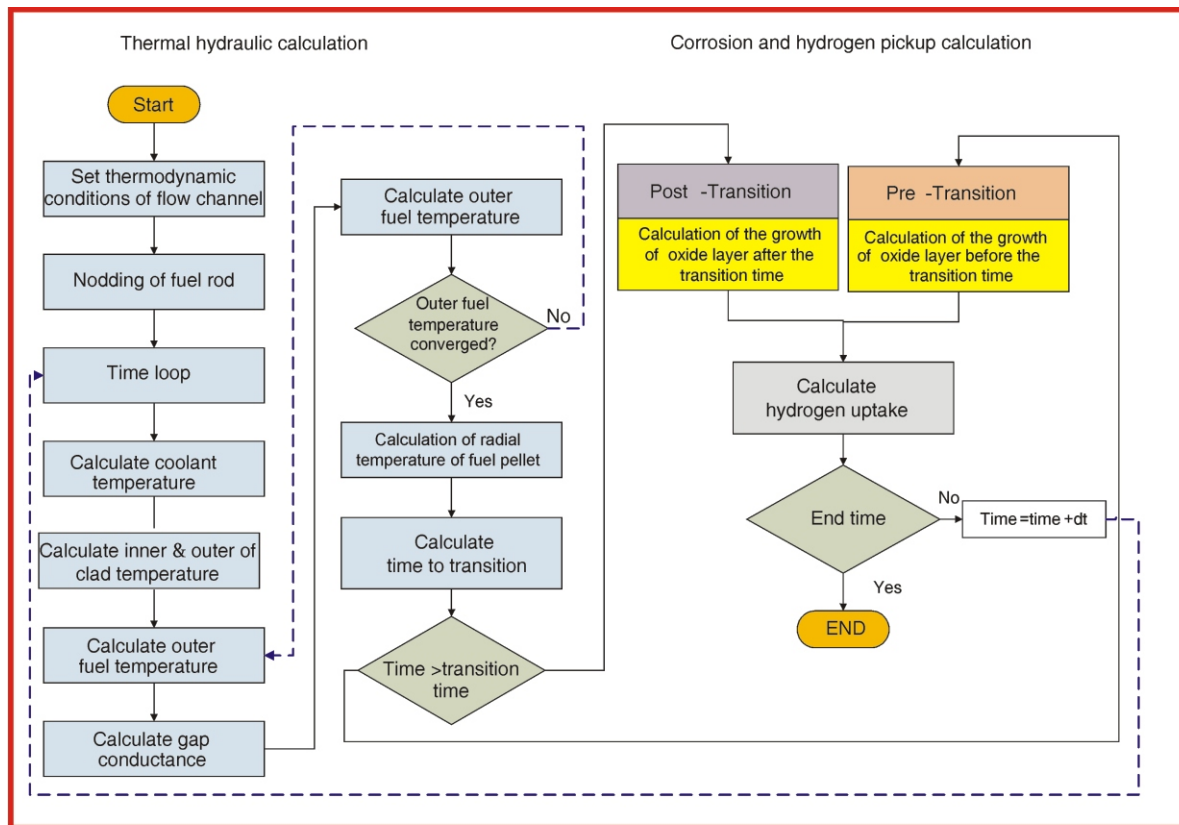 Thermal hydraulic calculation
Corrosion and hydrogen pickup calculation
Start
Set thermodynamic
conditions of flow channel
Nodding of fuel rod
Time loop
Calculate coolant
temperature
Calculate inner & outer of
clad temperature
Calculate outer
fuel temperature
Calculate gap
conductance
Calculate outer
fuel temperature
Outer fuel
temperature
converged?
No
Yes
Calculation of radial
temperature of fuel pellet
Calculate
time to transition
Time >transition
time
Post -Transition
Calculation of the growth
of oxide layer after the
transition time
Pre -Transition
Calculation of the growth
of oxide layer before the
transition time
Calculate
hydrogen uptake
End time
No
Time=time +dt
Yes
END